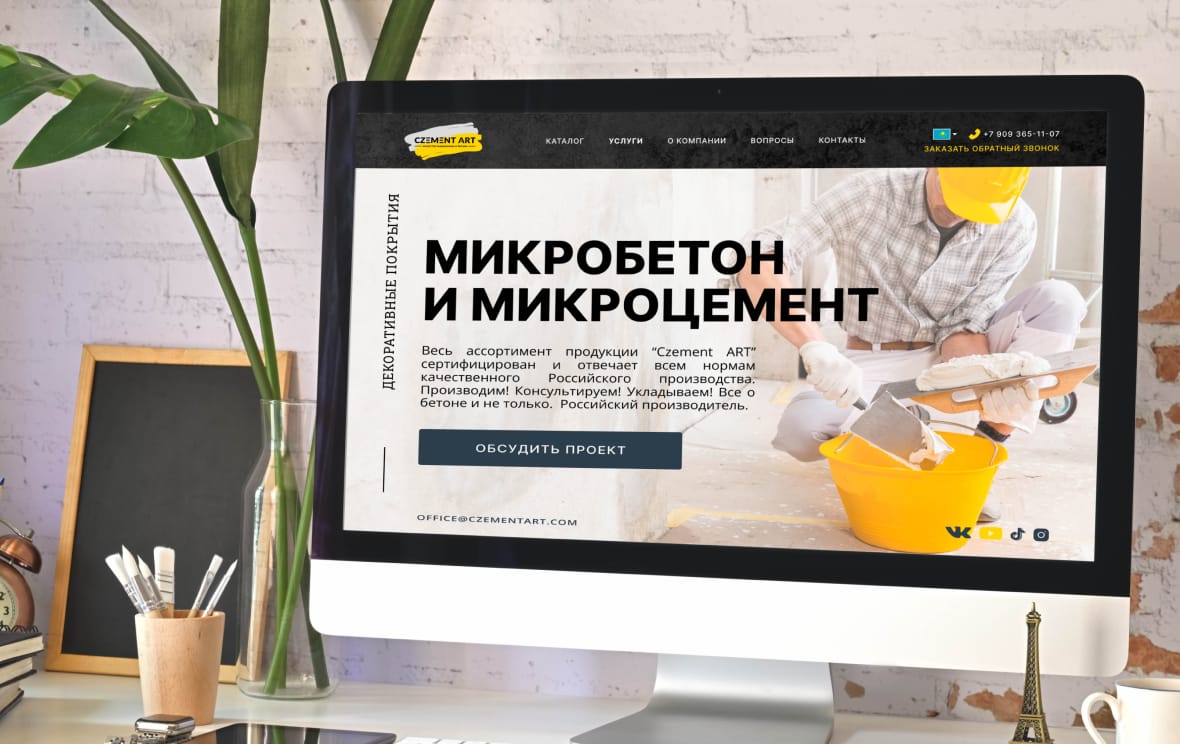 CZEMENT ART
КАТАЛОГ
УСЛУГИ
О КОМПАНИИ
ВОПРОСЫ
КОНТАКТЫ
+7 909 365-11-07
ЗАКАЗАТЬ ОБРАТНЫЙ ЗВОНОК
ДЕКОРАТИВНЫЕ ПОКРЫТИЯ
МИКРОБЕТОН
И МИКРОЦЕМЕНТ
Весь ассортимент продукции “Czement ART”
сертифицирован и отвечает всем нормам
качественного Российского производства.
Производим! Консультируем! Укладываем! Все о
бетоне и не только. Российский производитель.
ОБСУДИТЬ ПРОЕКТ
OFFICE@CZEMENTART.COM